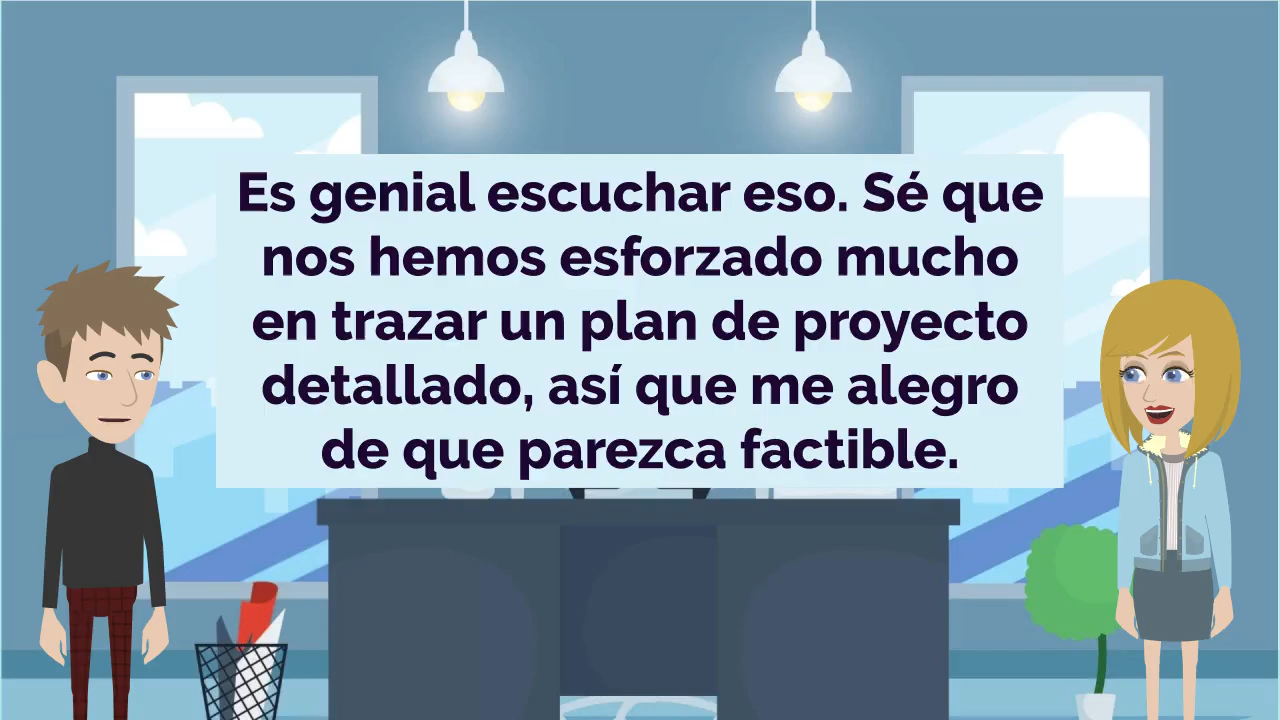 Es genial escuchar eso. Sé que
nos hemos esforzado mucho
en trazar un plan de proyecto
detallado, así que me alegro
de que parezca factible.